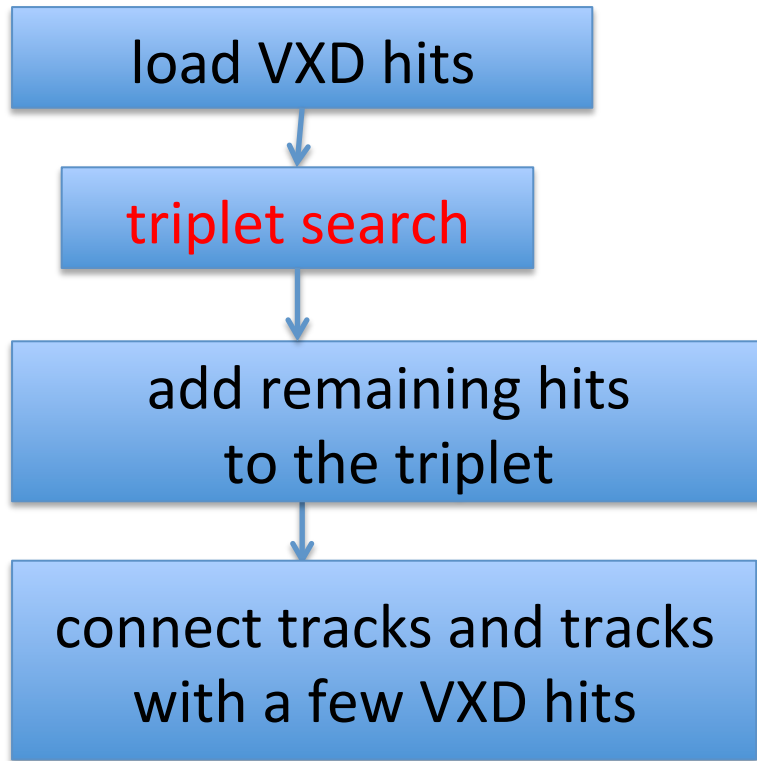 load VXD hits
triplet search
add remaining hits
to the triplet
connect tracks and tracks
with a few VXD hits